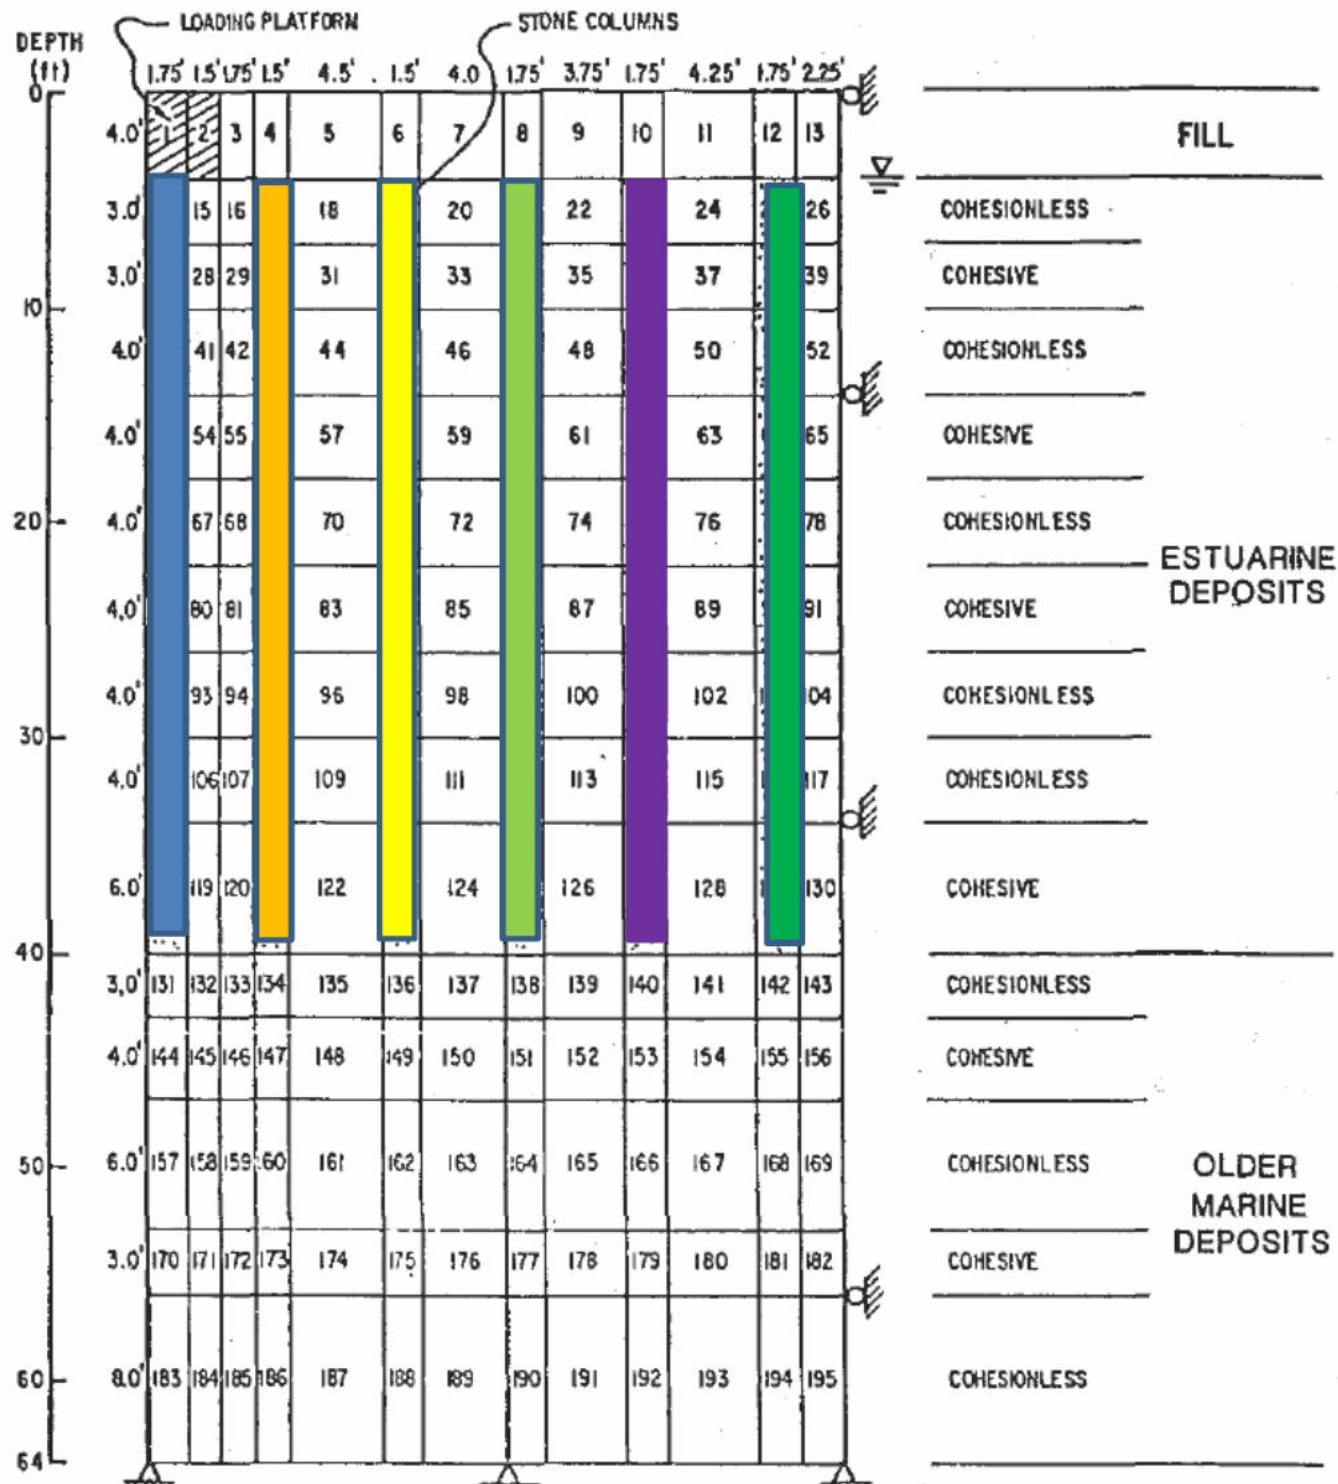 LOADING PLATFORM
STONE COLUMNS
DEPTH
(ft)
1.75' 1.5' 1.75' 1.5' 4.5' 1.5' 4.0 1.75' 3.75' 1.75' 4.25' 1.75' 2.25'
0
4.0' 1 2 3 4 5 6 7 8 9 10 11 12 13 FILL
3.0' 15 16 18 20 22 24 26 COHESIONLESS
3.0' 28 29 31 33 35 37 39 COHESIVE
10
4.0' 41 42 44 46 48 50 52 COHESIONLESS
4.0' 54 55 57 59 61 63 65 COHESIVE
20 4.0' 67 68 70 72 74 76 78 COHESIONLESS
ESTUARINE
DEPOSITS
4.0' 80 81 83 85 87 89 91 COHESIVE
4.0' 93 94 96 98 100 102 104 COHESIONLESS
30
4.0' 106 107 109 111 113 115 117 COHESIONLESS
6.0' 119 120 122 124 126 128 130 COHESIVE
40
3.0' 131 132 133 134 135 136 137 138 139 140 141 142 143 COHESIONLESS
4.0' 144 145 146 147 148 149 150 151 152 153 154 155 156 COHESIVE
50 6.0' 157 158 159 160 161 162 163 164 165 166 167 168 169 COHESIONLESS
OLDER
MARINE
DEPOSITS
3.0' 170 171 172 173 174 175 176 177 178 179 180 181 182 COHESIVE
60 8.0' 183 184 185 186 187 188 189 190 191 192 193 194 195 COHESIONLESS
64